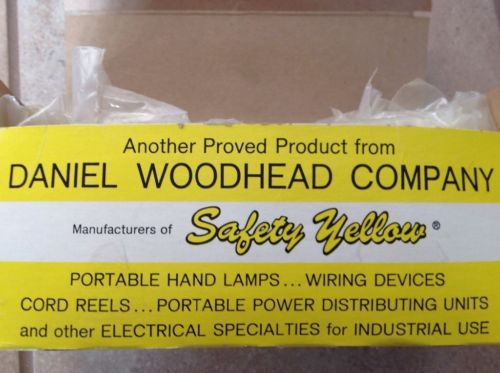 Another Proved Product from
DANIEL WOODHEAD COMPANY
Manufacturers of Safety Yellow ®
PORTABLE HAND LAMPS... WIRING DEVICES
CORD REELS... PORTABLE POWER DISTRIBUTING UNITS
and other ELECTRICAL SPECIALTIES for INDUSTRIAL USE